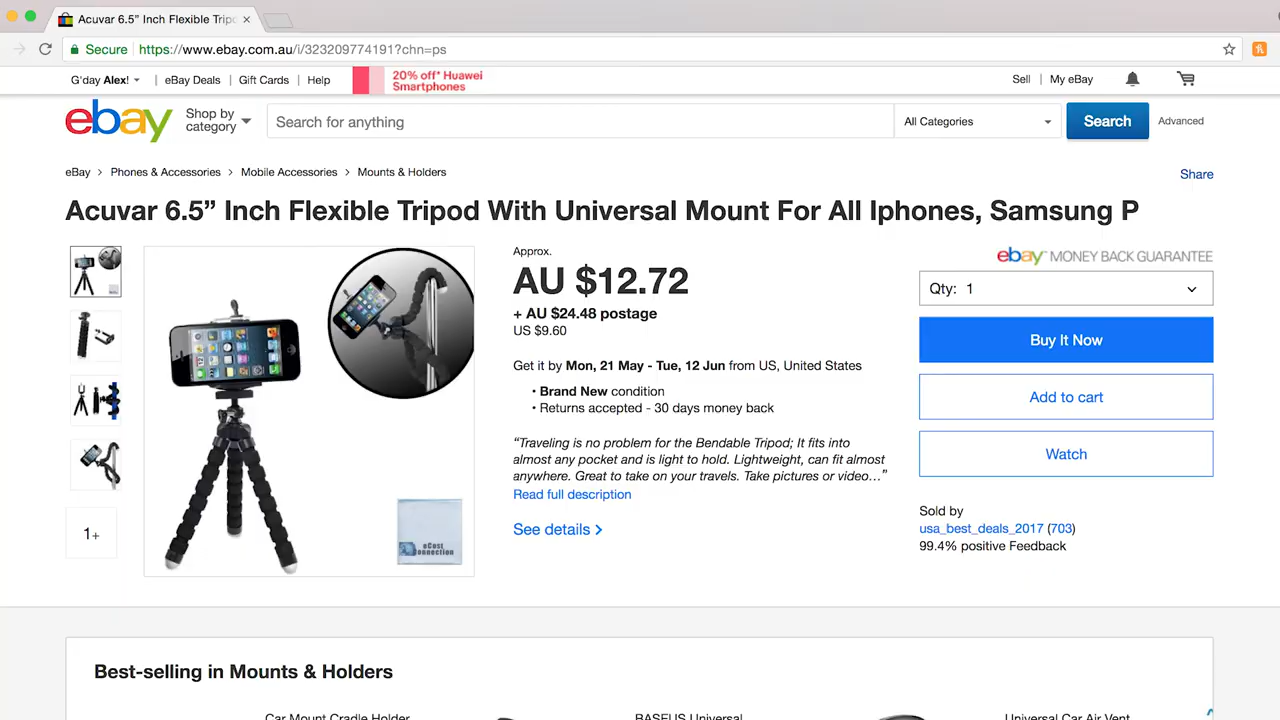 Acuvar 6.5” Inch Flexible Trip
Secure https://www.ebay.com.au/i/323209774191?chn=ps
G'day Alex! eBay Deals Gift Cards Help
20% off* Huawei
Smartphones
Sell My eBay
ebay
Shop by
category
Search for anything
All Categories
Search
Advanced
eBay > Phones & Accessories > Mobile Accessories > Mounts & Holders
Share
Acuvar 6.5” Inch Flexible Tripod With Universal Mount For All Iphones, Samsung P
Approx.
AU $12.72
+ AU $24.48 postage
US $9.60
Get it by Mon, 21 May - Tue, 12 Jun from US, United States
• Brand New condition
• Returns accepted - 30 days money back
“Traveling is no problem for the Bendable Tripod; It fits into
almost any pocket and is light to hold. Lightweight, can fit almost
anywhere. Great to take on your travels. Take pictures or video…”
Read full description
See details
ebay™ MONEY BACK GUARANTEE
Qty: 1
Buy It Now
Add to cart
Watch
Sold by
usa_best_deals_2017 (703)
99.4% positive Feedback
1+
eCost
Connection
Best-selling in Mounts & Holders
Car Mount Cradle Holder
BASEUS Universal
Universal Car Air Vent